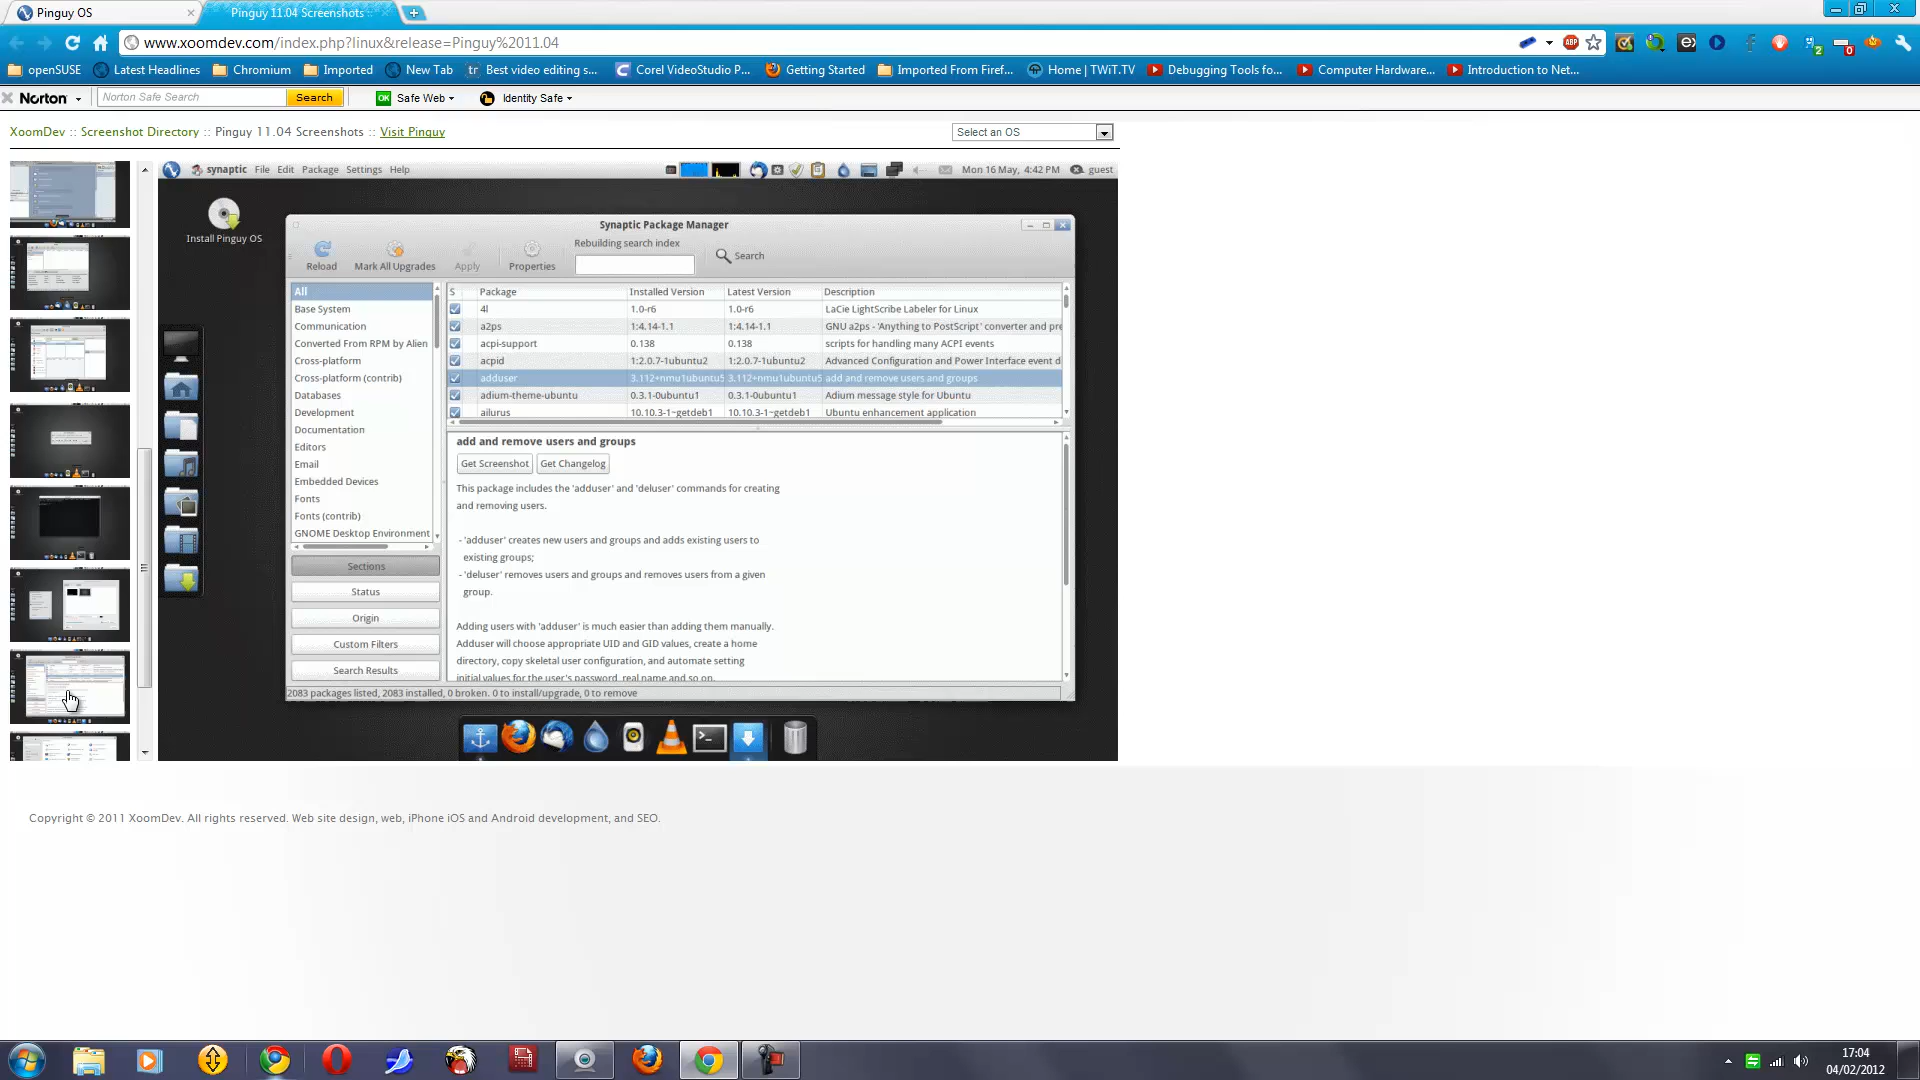 Pinguy OS
Pinguy 11.04 Screenshots
www.xoomdev.com/index.php?linux&release=Pinguy%2011.04
openSUSE
Latest Headlines
Chromium
Imported
New Tab
Best video editing s...
Corel VideoStudio P...
Getting Started
Imported From Firef...
Home | TWiT.TV
Debugging Tools fo...
Computer Hardware...
Introduction to Net...
Norton
Norton Safe Search
Search
OK
Safe Web
Identity Safe
XoomDev :: Screenshot Directory :: Pinguy 11.04 Screenshots :: Visit Pinguy
Select an OS
synaptic File Edit Package Settings Help
Mon 16 May, 4:42 PM
guest
Install Pinguy OS
Synaptic Package Manager
Reload
Mark All Upgrades
Apply
Properties
Rebuilding search index
Search
All
Base System
Communication
Converted From RPM by Alien
Cross-platform
Cross-platform (contrib)
Databases
Development
Documentation
Editors
Email
Embedded Devices
Fonts
Fonts (contrib)
GNOME Desktop Environment
Sections
Status
Origin
Custom Filters
Search Results
S Package Installed Version Latest Version Description
4l 1.0-r6 1.0-r6 LaCie LightScribe Labeler for Linux
a2ps 1:4.14-1.1 1:4.14-1.1 GNU a2ps - 'Anything to PostScript' converter and pre
acpi-support 0.138 0.138 scripts for handling many ACPI events
acpid 1:2.0.7-1ubuntu2 1:2.0.7-1ubuntu2 Advanced Configuration and Power Interface event d
adduser 3.112+nmu1ubuntu5 3.112+nmu1ubuntu5 add and remove users and groups
adium-theme-ubuntu 0.3.1-0ubuntu1 0.3.1-0ubuntu1 Adium message style for Ubuntu
ailurus 10.10.3-1~getdeb1 10.10.3-1~getdeb1 Ubuntu enhancement application
add and remove users and groups
Get Screenshot
Get Changelog
This package includes the 'adduser' and 'deluser' commands for creating
and removing users.
- 'adduser' creates new users and groups and adds existing users to
existing groups;
- 'deluser' removes users and groups and removes users from a given
group.
Adding users with 'adduser' is much easier than adding them manually.
Adduser will choose appropriate UID and GID values, create a home
directory, copy skeletal user configuration, and automate setting
initial values for the user's password, real name and so on.
2083 packages listed, 2083 installed, 0 broken. 0 to install/upgrade, 0 to remove
Copyright © 2011 XoomDev. All rights reserved. Web site design, web, iPhone iOS and Android development, and SEO.
17:04
04/02/2012